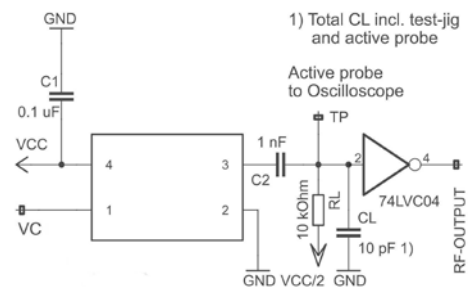 GND
1) Total CL incl. test-jig
and active probe
C1
0.1 uF
Active probe
to Oscilloscope
TP
VCC
4
3
1 nF
C2
2
4
74LVC04
10 kOhm
RL
CL
10 pF 1)
RF-OUTPUT
VC
1
2
GND
VCC/2
GND